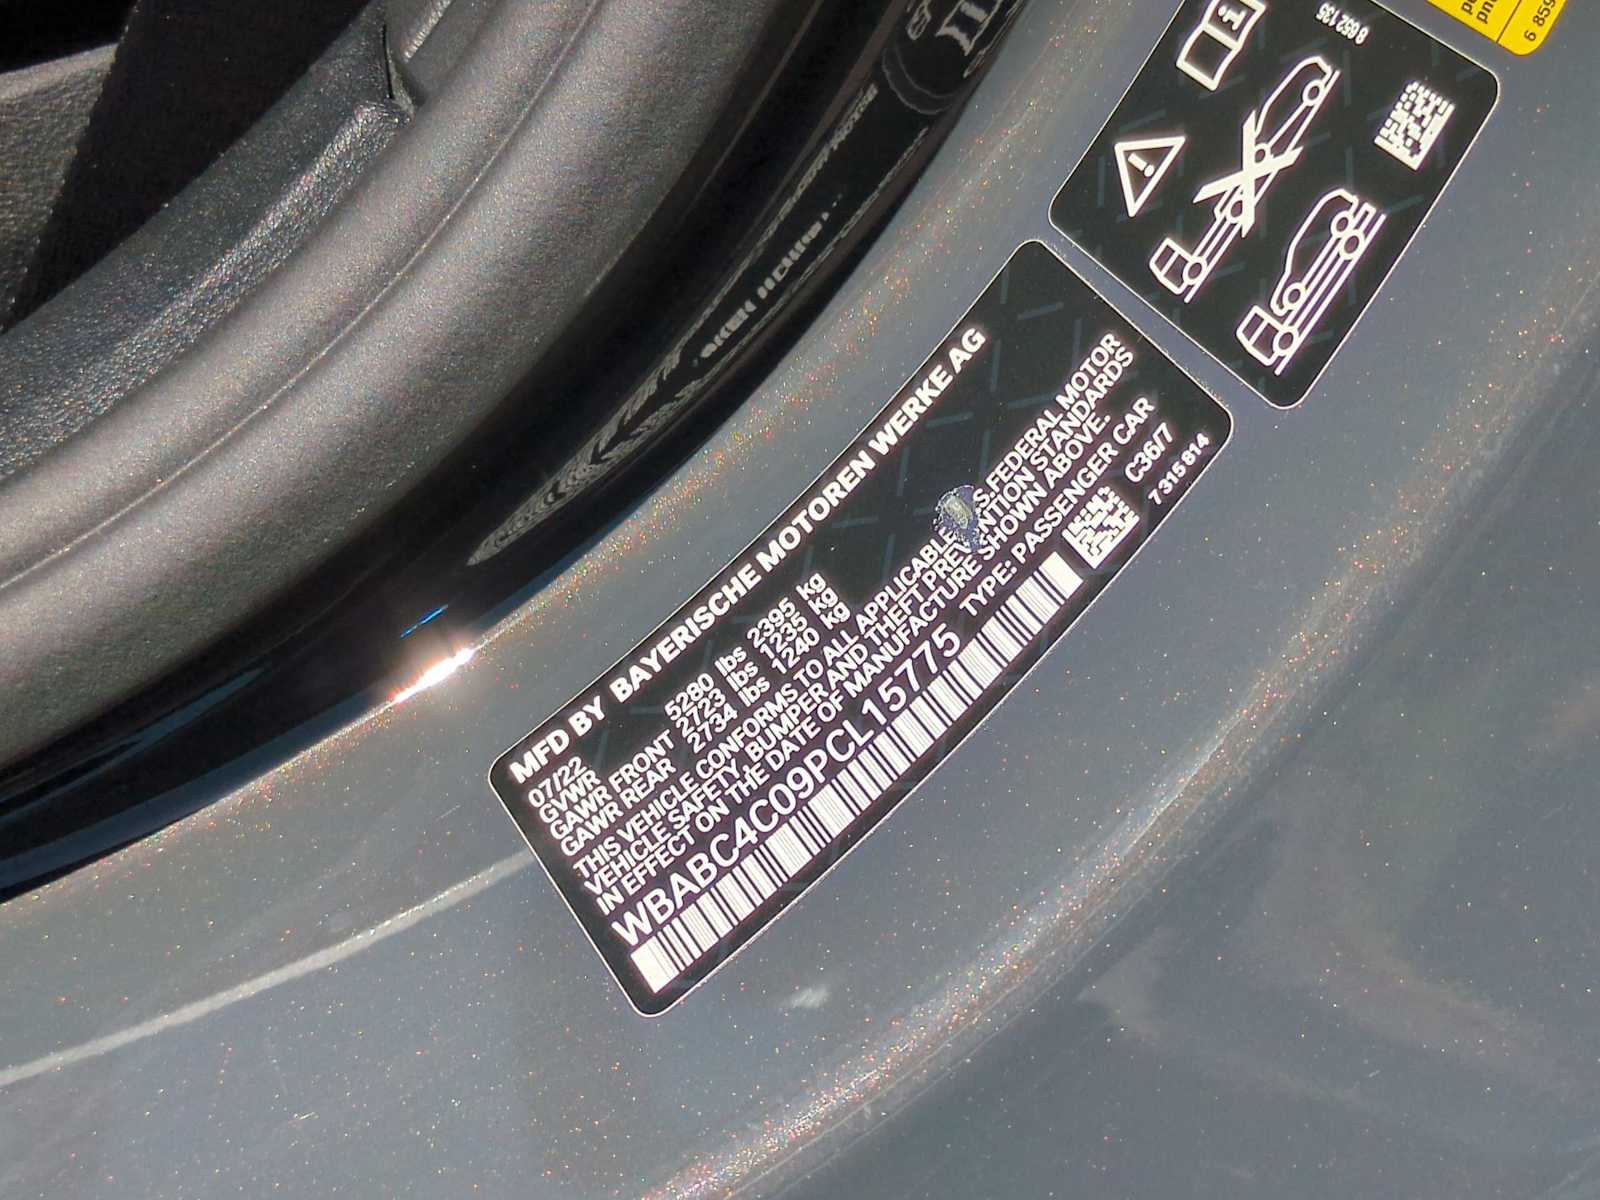 8 652 135
MFD BY BAYERISCHE MOTOREN WERKE AG
07/22
GVWR 5280 lbs 2395 kg
GAWR FRONT 2723 lbs 1235 kg
GAWR REAR 2734 lbs 1240 kg
THIS VEHICLE CONFORMS TO ALL APPLICABLE FEDERAL MOTOR
VEHICLE SAFETY, BUMPER AND THEFT PREVENTION STANDARDS
IN EFFECT ON THE DATE OF MANUFACTURE SHOWN ABOVE.
WBABC4C09PCL15775 TYPE: PASSENGER CAR
C36/7
7 315 814